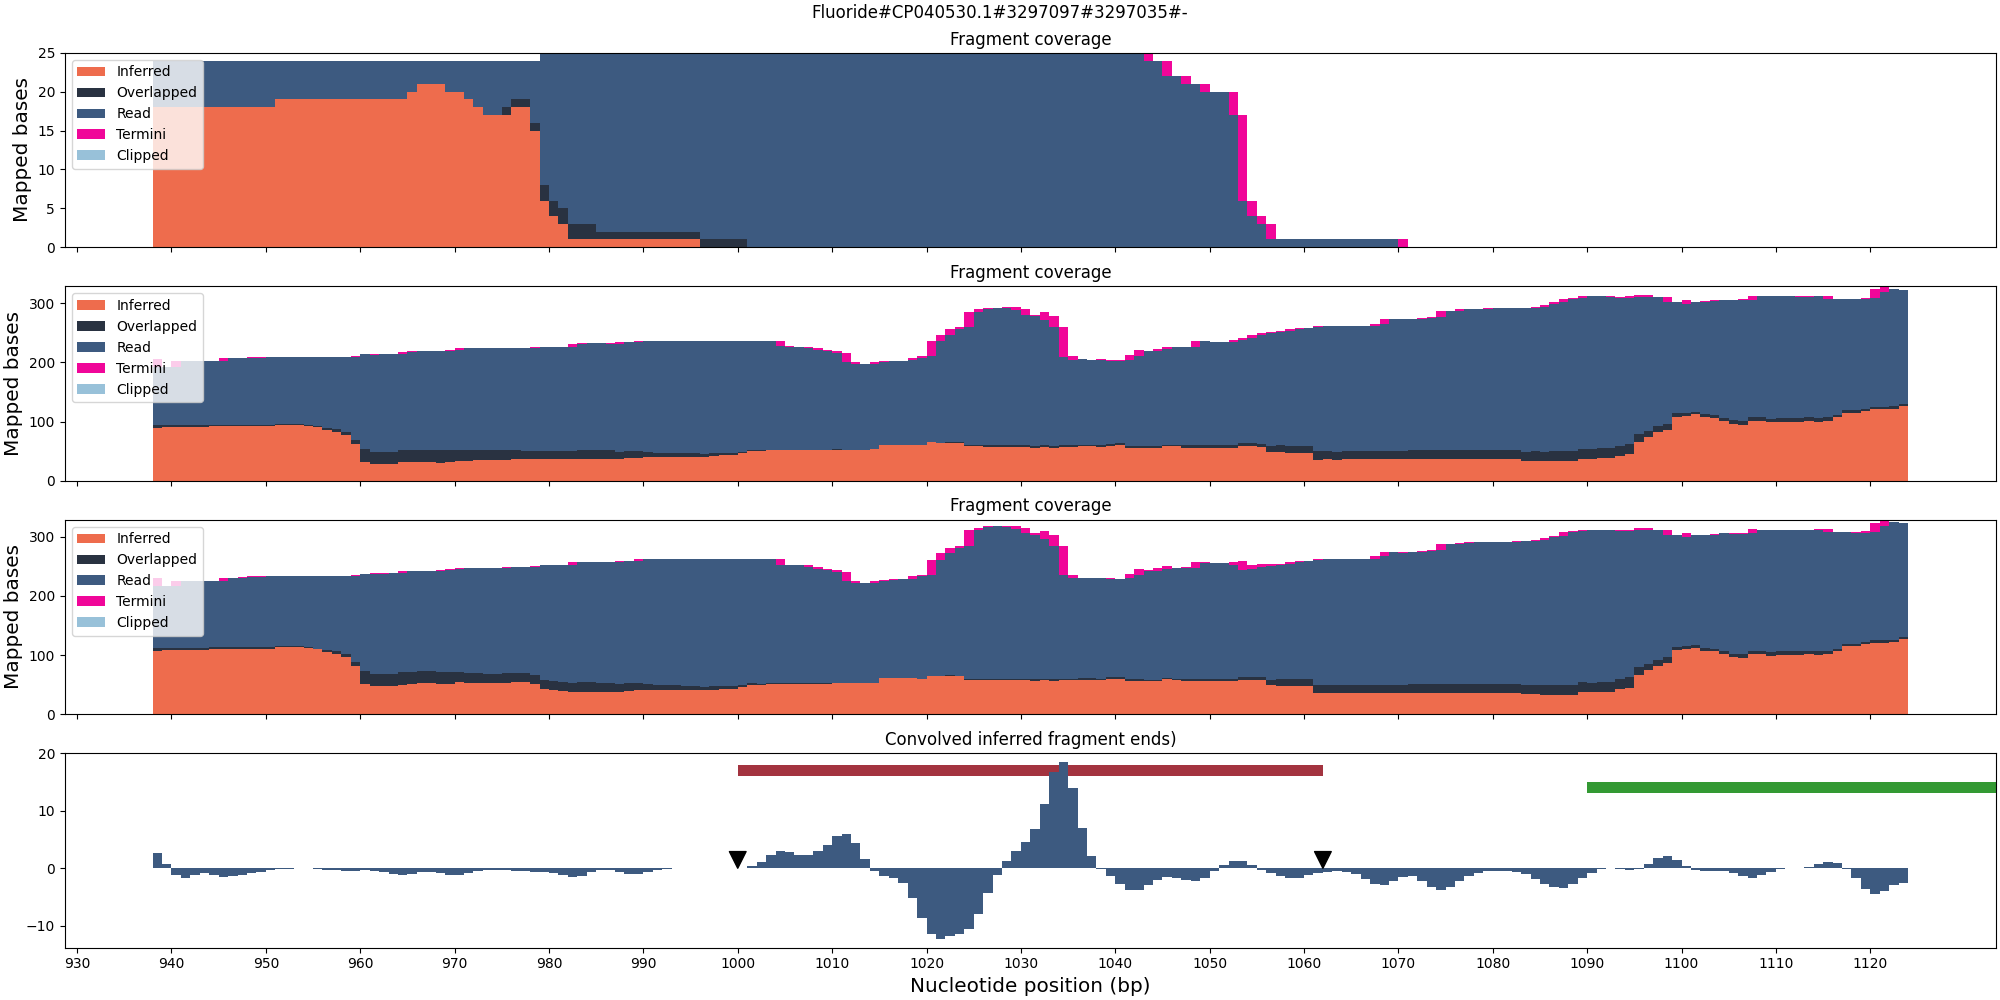 Fluoride#CP040530.1#3297097#3297035#-
Fragment coverage
25
20
15
10
5
0
Mapped bases
Inferred
Overlapped
Read
Termini
Clipped
Fragment coverage
300
200
100
0
Mapped bases
Inferred
Overlapped
Read
Termini
Clipped
Fragment coverage
300
200
100
0
Mapped bases
Inferred
Overlapped
Read
Termini
Clipped
Convolved inferred fragment ends)
20
10
0
−10
930 940 950 960 970 980 990 1000 1010 1020 1030 1040 1050 1060 1070 1080 1090 1100 1110 1120
Nucleotide position (bp)